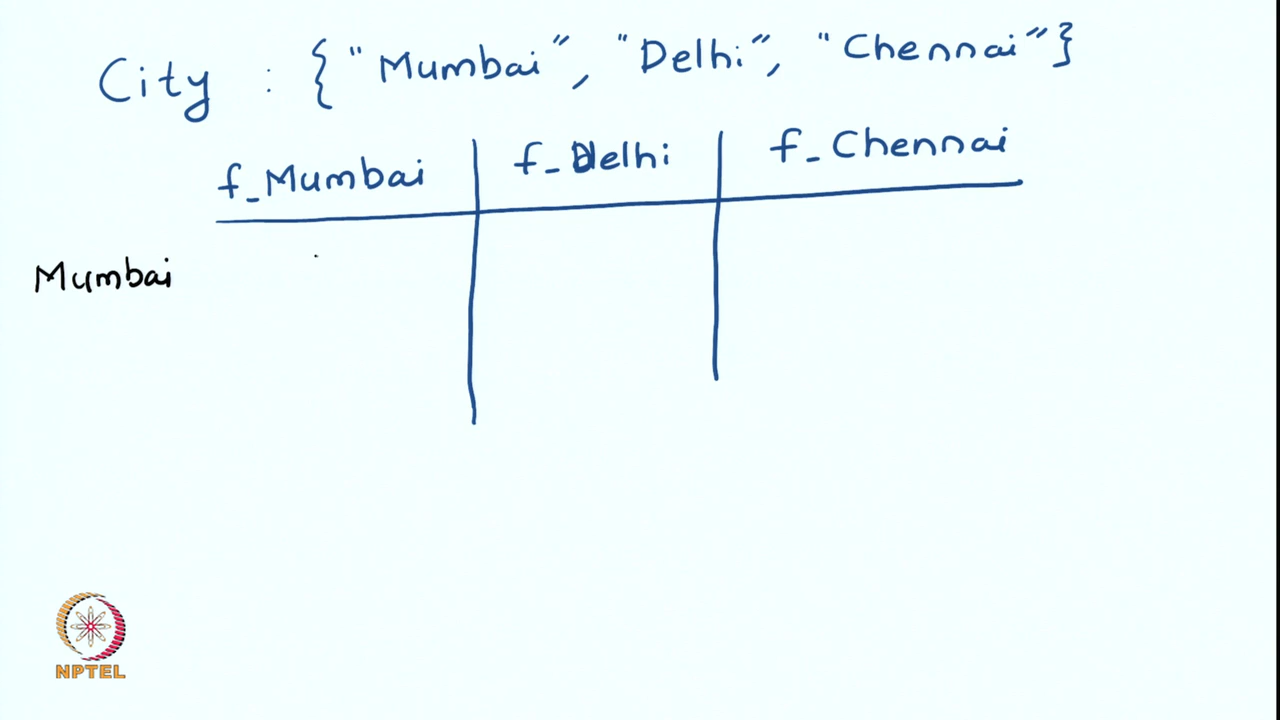 City : { "Mumbai", "Delhi", "Chennai" }
f_Mumbai f_Delhi f_Chennai
Mumbai
NPTEL